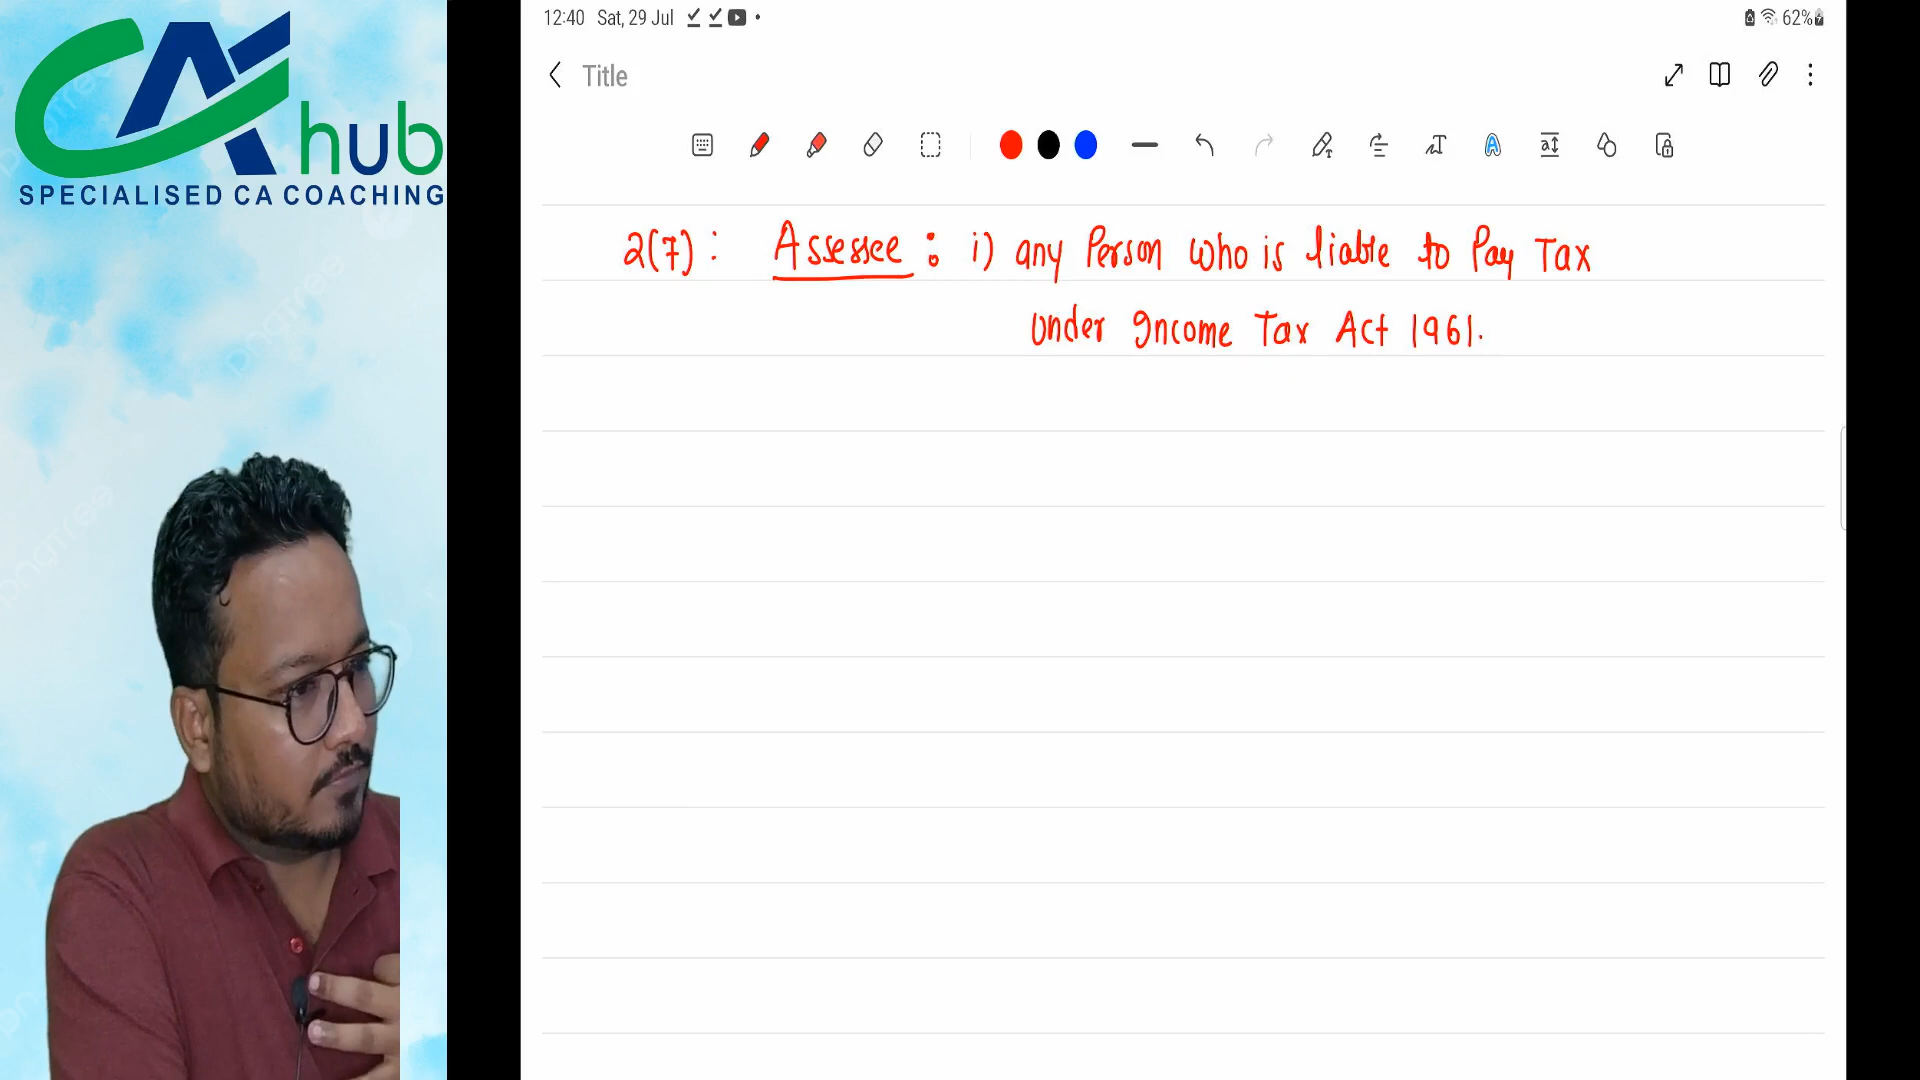 CA hub
SPECIALISED CA COACHING
12:40 Sat, 29 Jul
62%
Title
2(7) : Assessee : i) any Person who is liable to Pay Tax
under Income Tax Act 1961.